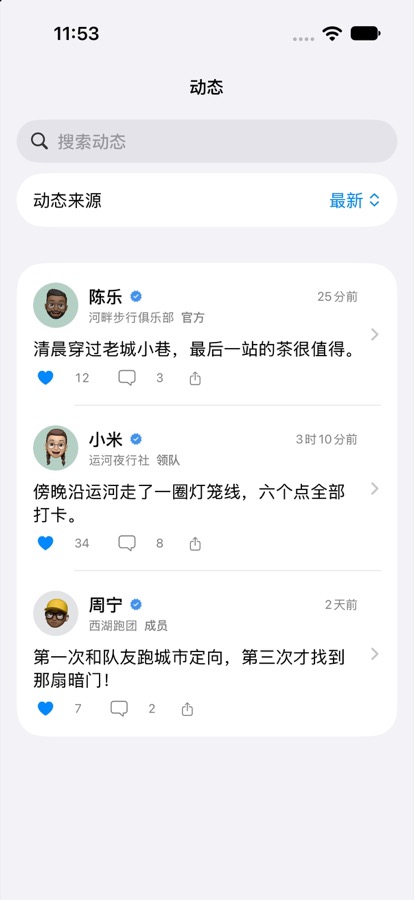 11:53
动态
搜索动态
动态来源 最新
陈乐 25分前
河畔步行俱乐部 官方
清晨穿过老城小巷，最后一站的茶很值得。
12 3
小米 3时10分前
运河夜行社 领队
傍晚沿运河走了一圈灯笼线，六个点全部
打卡。
34 8
周宁 2天前
西湖跑团 成员
第一次和队友跑城市定向，第三次才找到
那扇暗门！
7 2